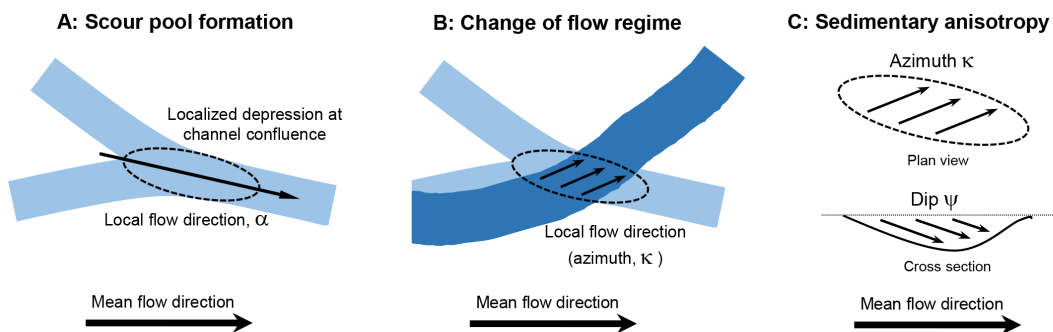 A: Scour pool formation
Localized depression at
channel confluence
Local flow direction, α
Mean flow direction
B: Change of flow regime
Local flow direction
(azimuth, κ )
Mean flow direction
C: Sedimentary anisotropy
Azimuth κ
Plan view
Dip ψ
Cross section
Mean flow direction